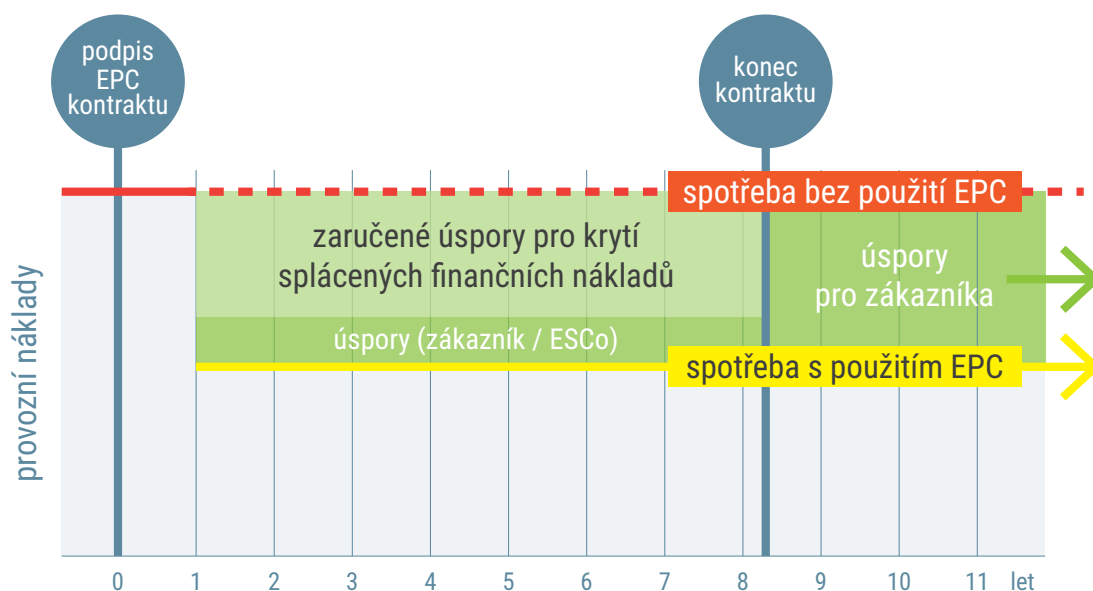 podpis
EPC
kontraktu
konec
kontraktu
spotřeba bez použití EPC
zaručené úspory pro krytí
splácených finančních nákladů
úspory
pro zákazníka
úspory (zákazník / ESCo)
spotřeba s použitím EPC
provozní náklady
0 1 2 3 4 5 6 7 8 9 10 11 let